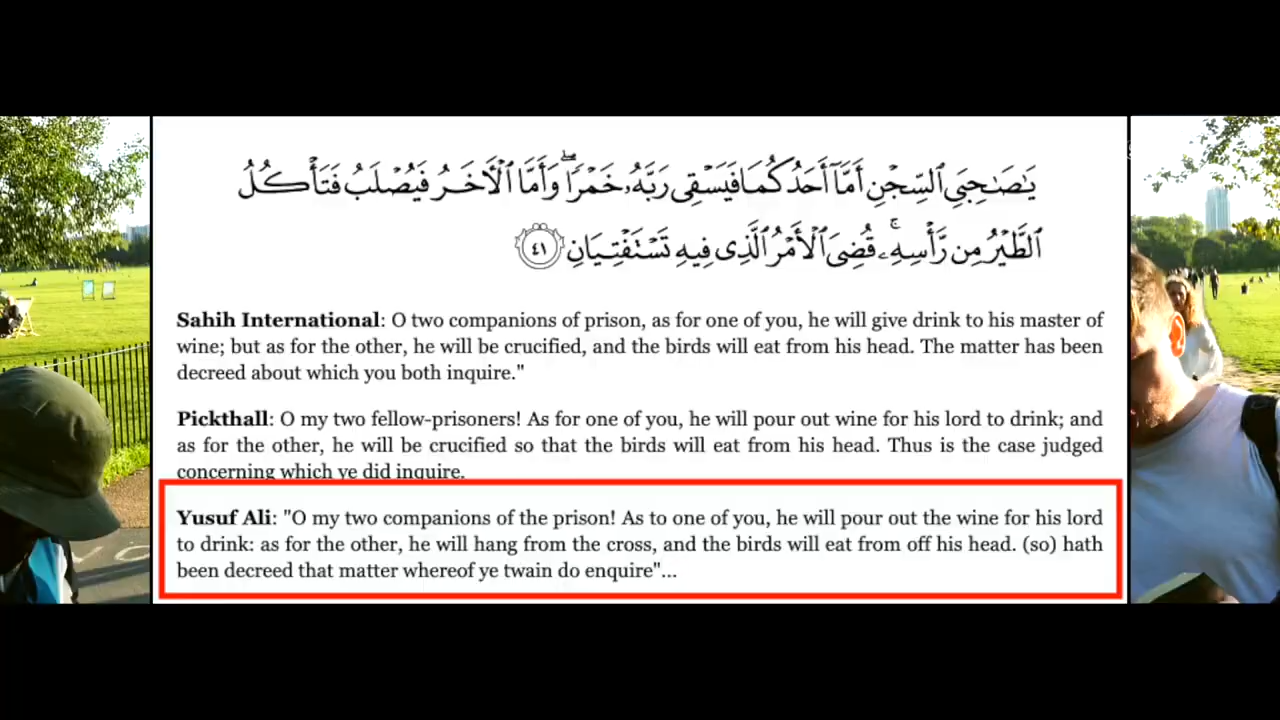 يَـٰصَـٰحِبَىِ ٱلسِّجْنِ أَمَّآ أَحَدُكُمَا فَيَسْقِى رَبَّهُۥ خَمْرًا ۖ وَأَمَّا ٱلْـَٔاخَرُ فَيُصْلَبُ فَتَأْكُلُ
ٱلطَّيْرُ مِن رَّأْسِهِۦ ۚ قُضِىَ ٱلْأَمْرُ ٱلَّذِى فِيهِ تَسْتَفْتِيَانِ ٤١
Sahih International: O two companions of prison, as for one of you, he will give drink to his master of
wine; but as for the other, he will be crucified, and the birds will eat from his head. The matter has been
decreed about which you both inquire."
Pickthall: O my two fellow-prisoners! As for one of you, he will pour out wine for his lord to drink; and
as for the other, he will be crucified so that the birds will eat from his head. Thus is the case judged
concerning which ye did inquire.
Yusuf Ali: "O my two companions of the prison! As to one of you, he will pour out the wine for his lord
to drink: as for the other, he will hang from the cross, and the birds will eat from off his head. (so) hath
been decreed that matter whereof ye twain do enquire"...